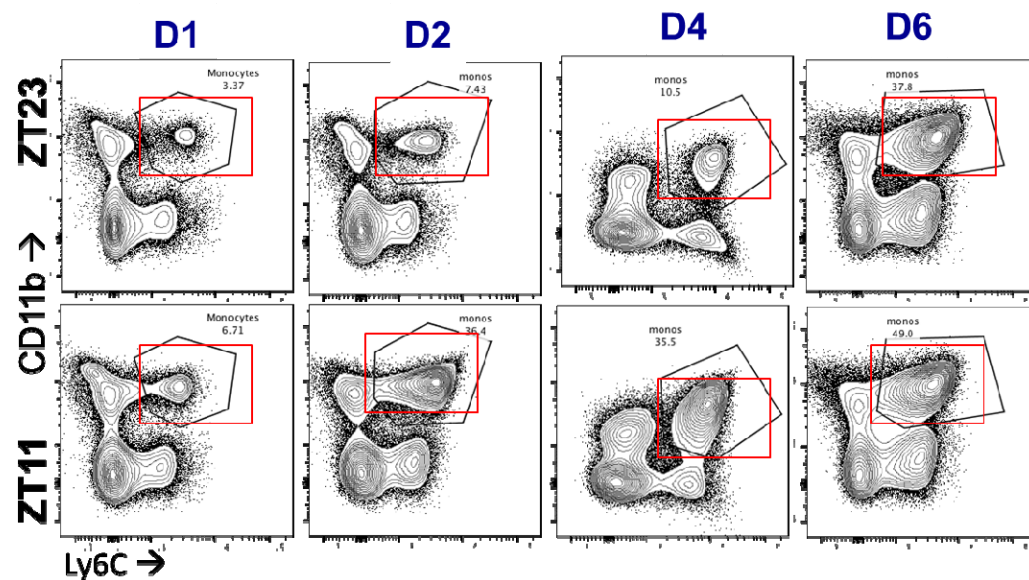 D1 D2 D4 D6
ZT23
Monocytes
3.37
monos
7.43
monos
10.5
monos
37.8
CD11b →
ZT11
Monocytes
6.71
monos
36.4
monos
35.5
monos
49.0
Ly6C →